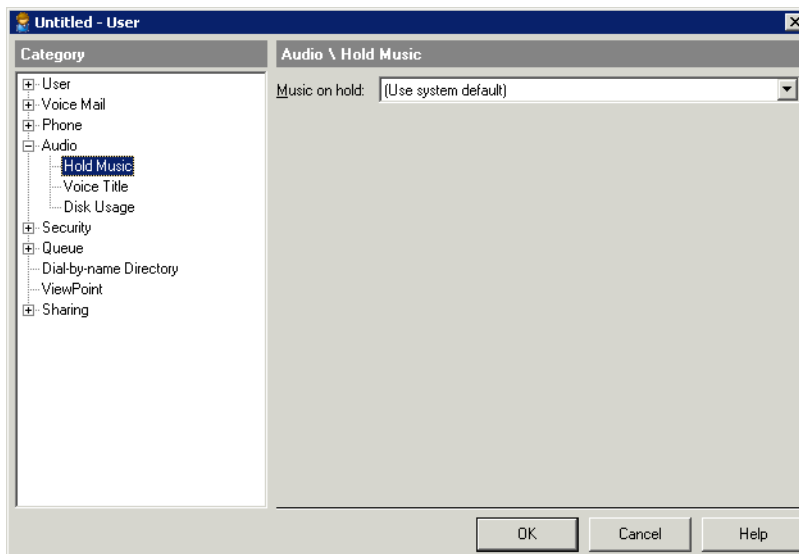 Untitled - User
Category
Audio \ Hold Music
User
Voice Mail
Phone
Audio
Hold Music
Voice Title
Disk Usage
Security
Queue
Dial-by-name Directory
ViewPoint
Sharing
Music on hold: (Use system default)
OK Cancel Help